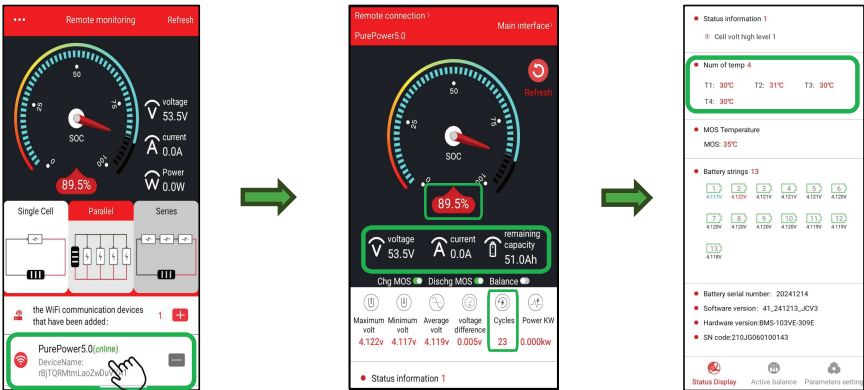 ••• Remote monitoring Refresh
0 25 50 75 100
SOC
89.5%
voltage
V 53.5V
current
A 0.0A
Power
W 0.0W
Single Cell Parallel Series
the WiFi communication devices
that have been added: 1
PurePower5.0(online)
DeviceName:
Remote connection>
Main interface>
PurePower5.0
Refresh
0 25 50 75 100
SOC
89.5%
voltage current remaining capacity
V 53.5V A 0.0A 51.0Ah
Chg MOS Dischg MOS Balance
Maximum volt Minimum volt Average volt voltage difference Cycles Power KW
4.122v 4.117v 4.119v 0.005v 23 0.000kw
Status information 1
Status information 1
① Cell volt high level 1
Num of temp 4
T1: 30℃ T2: 31℃ T3: 30℃
T4: 30℃
MOS Temperature
MOS: 35℃
Battery strings 13
1 2 3 4 5 6
4.117V 4.122V 4.121V 4.121V 4.121V 4.120V
7 8 9 10 11 12
4.120V 4.120V 4.120V 4.120V 4.119V 4.119V
13
4.118V
Battery serial number: 20241214
Software version: 41_241213_JCV3
Hardware version:BMS-103VE-309E
SN code:210JG060100143
Status Display Active balance Parameters setting